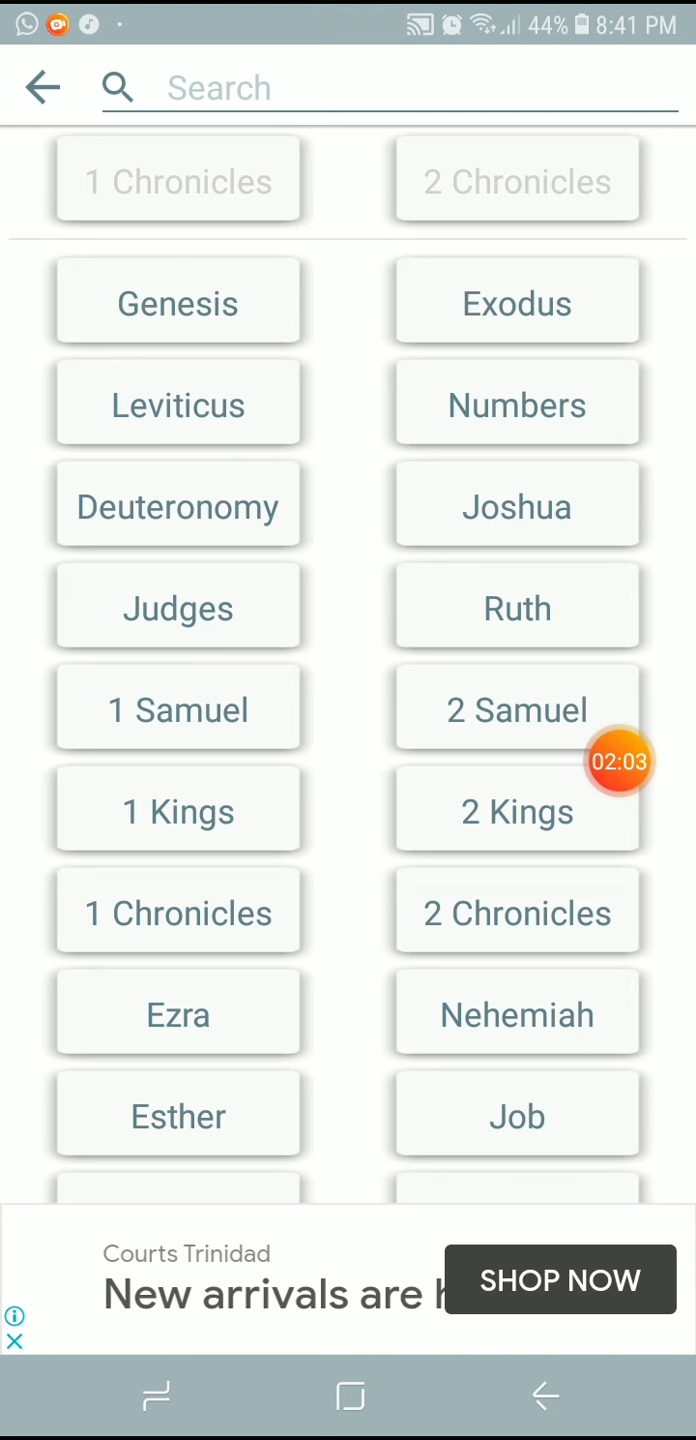 44% 8:41 PM
Search
1 Chronicles 2 Chronicles
Genesis Exodus
Leviticus Numbers
Deuteronomy Joshua
Judges Ruth
1 Samuel 2 Samuel
02:03
1 Kings 2 Kings
1 Chronicles 2 Chronicles
Ezra Nehemiah
Esther Job
Courts Trinidad
New arrivals are
SHOP NOW